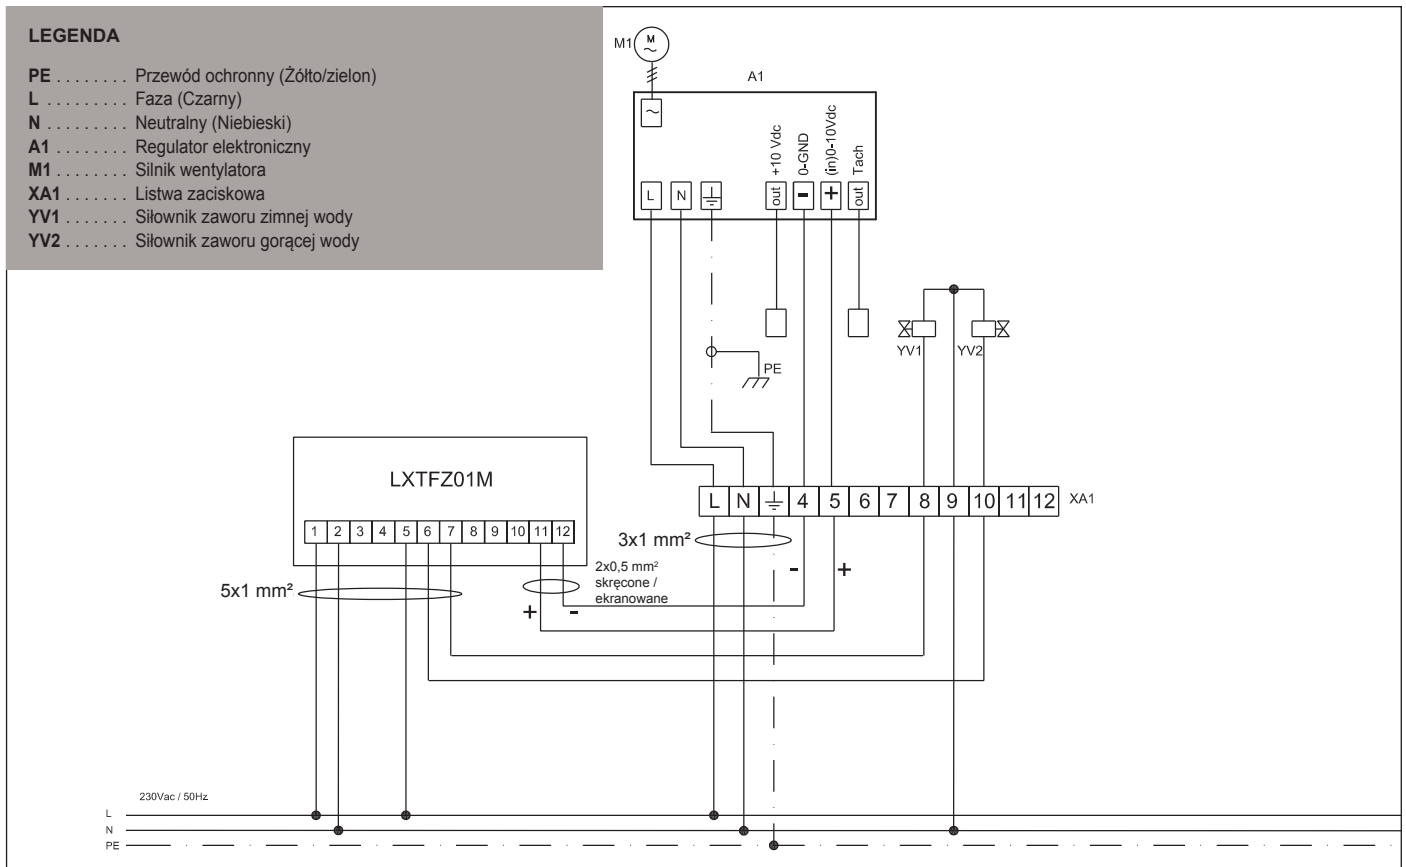 LEGENDA
PE . . . . . . . . Przewód ochronny (Żółto/zielon)
L . . . . . . . . . Faza (Czarny)
N . . . . . . . . . Neutralny (Niebieski)
A1 . . . . . . . . Regulator elektroniczny
M1 . . . . . . . . Silnik wentylatora
XA1 . . . . . . . Listwa zaciskowa
YV1 . . . . . . . Siłownik zaworu zimnej wody
YV2 . . . . . . . Siłownik zaworu gorącej wody
M1
M
~
A1
~
+10 Vdc
0-GND
(in)0-10Vdc
Tach
L
N
out
-
+
out
YV1
YV2
PE
LXTFZ01M
1 2 3 4 5 6 7 8 9 10 11 12
L N 4 5 6 7 8 9 10 11 12
XA1
3x1 mm²
- +
2x0,5 mm²
skręcone /
ekranowane
5x1 mm²
+ -
230Vac / 50Hz
L
N
PE